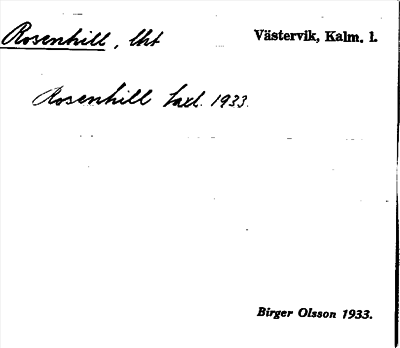 Rosenhill, lht Västervik, Kalm. l.
Rosenhill taxl. 1933.
Birger Olsson 1933.